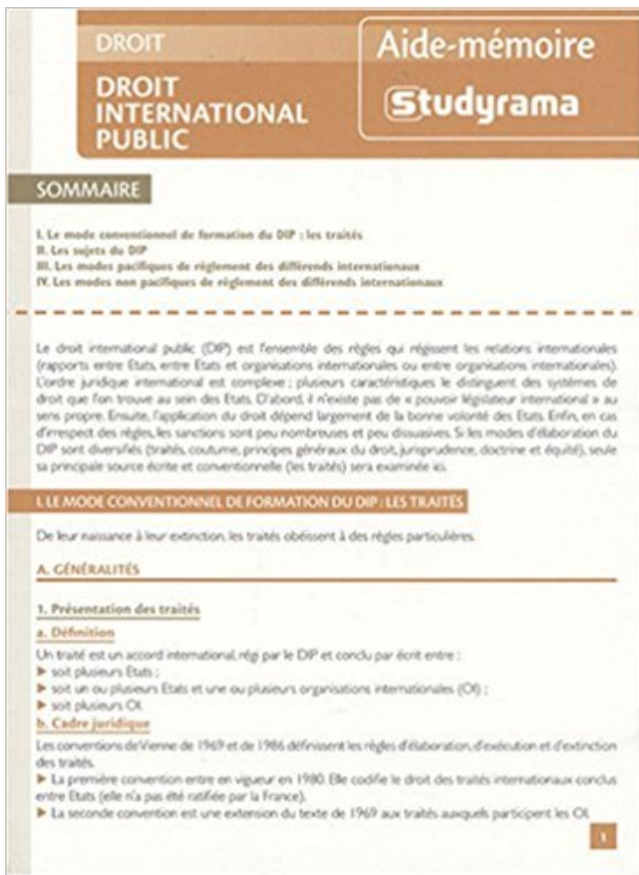 DROIT
DROIT
INTERNATIONAL
PUBLIC
Aide-mémoire
Studyrama
SOMMAIRE
I. Le mode conventionnel de formation du DIP : les traités
II. Les sujets du DIP
III. Les modes pacifiques de règlement des différends internationaux
IV. Les modes non pacifiques de règlement des différends internationaux
Le droit international public (DIP) est l'ensemble des règles qui régissent les relations internationales
(rapports entre Etats, entre Etats et organisations internationales ou entre organisations internationales).
L'ordre juridique international est complexe ; plusieurs caractéristiques le distinguent des systèmes de
droit que l'on trouve au sein des Etats. D'abord, il n'existe pas de « pouvoir législateur international » au
sens propre. Ensuite, l'application du droit dépend largement de la bonne volonté des Etats. Enfin, en cas
d'irrespect des règles, les sanctions sont peu nombreuses et peu dissuasives. Si les modes d'élaboration du
DIP sont diversifiés (traités, coutume, principes généraux du droit, jurisprudence, doctrine et équité), seule
sa principale source écrite et conventionnelle (les traités) sera examinée ici.
I. LE MODE CONVENTIONNEL DE FORMATION DU DIP : LES TRAITÉS
De leur naissance à leur extinction, les traités obéissent à des règles particulières.
A. GÉNÉRALITÉS
1. Présentation des traités
a. Définition
Un traité est un accord international, régi par le DIP et conclu par écrit entre :
▶ soit plusieurs Etats ;
▶ soit un ou plusieurs Etats et une ou plusieurs organisations internationales (OI) ;
▶ soit plusieurs OI.
b. Cadre juridique
Les conventions de Vienne de 1969 et de 1986 définissent les règles d'élaboration, d'exécution et d'extinction
des traités.
▶ La première convention entre en vigueur en 1980. Elle codifie le droit des traités internationaux conclus
entre Etats (elle n'a pas été ratifiée par la France).
▶ La seconde convention est une extension du texte de 1969 aux traités auxquels participent les OI.
1